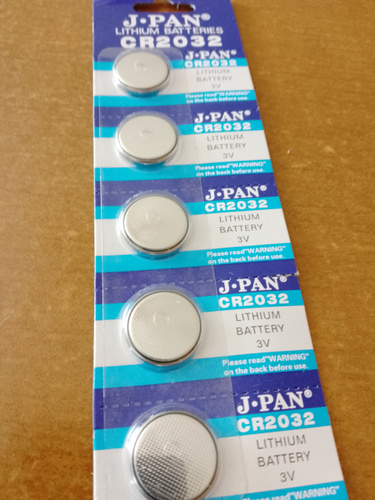 J·PAN®
LITHIUM BATTERIES
CR2032
J·PAN®
CR2032
LITHIUM
BATTERY
3V
Please read "WARNING"
on the back before use.
J·PAN®
CR2032
LITHIUM
BATTERY
3V
Please read "WARNING"
on the back before use.
J·PAN®
CR2032
LITHIUM
BATTERY
3V
Please read "WARNING"
on the back before use.
J·PAN®
CR2032
LITHIUM
BATTERY
3V
Please read "WARNING"
on the back before use.
J·PAN®
CR2032
LITHIUM
BATTERY
3V
Please read "WARNING"